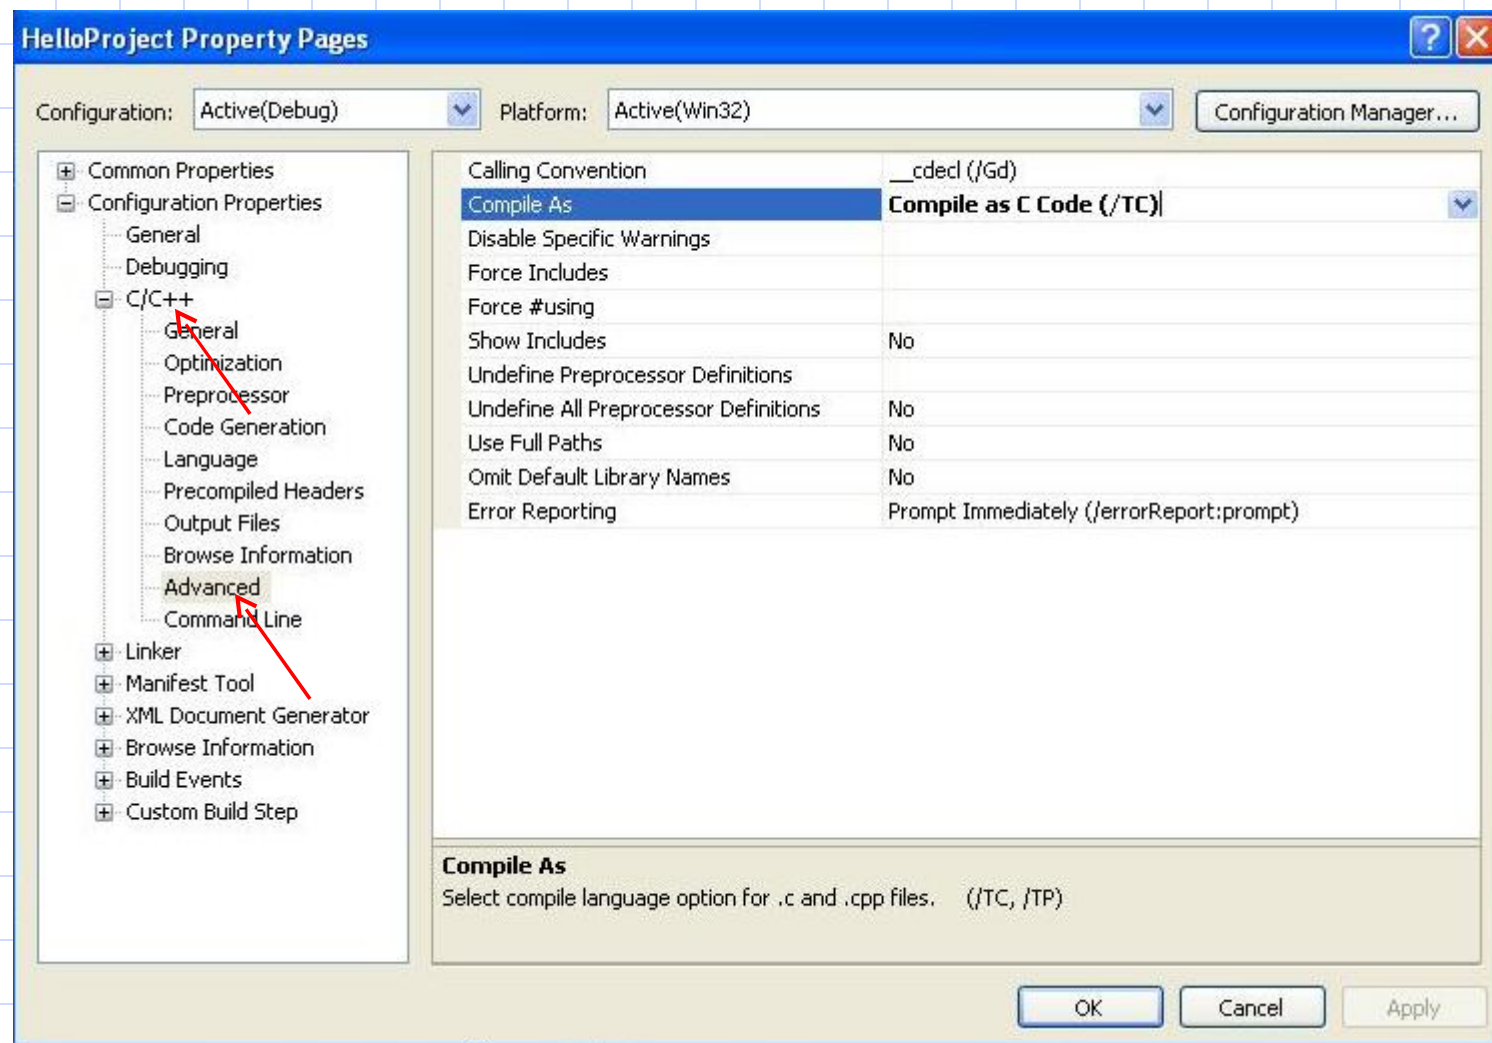 HelloProject Property Pages
Configuration: Active(Debug) Platform: Active(Win32) Configuration Manager...
Common Properties
Configuration Properties
General
Debugging
C/C++
General
Optimization
Preprocessor
Code Generation
Language
Precompiled Headers
Output Files
Browse Information
Advanced
Command Line
Linker
Manifest Tool
XML Document Generator
Browse Information
Build Events
Custom Build Step
Calling Convention __cdecl (/Gd)
Compile As Compile as C Code (/TC)
Disable Specific Warnings
Force Includes
Force #using
Show Includes No
Undefine Preprocessor Definitions
Undefine All Preprocessor Definitions No
Use Full Paths No
Omit Default Library Names No
Error Reporting Prompt Immediately (/errorReport:prompt)
Compile As
Select compile language option for .c and .cpp files. (/TC, /TP)
OK Cancel Apply